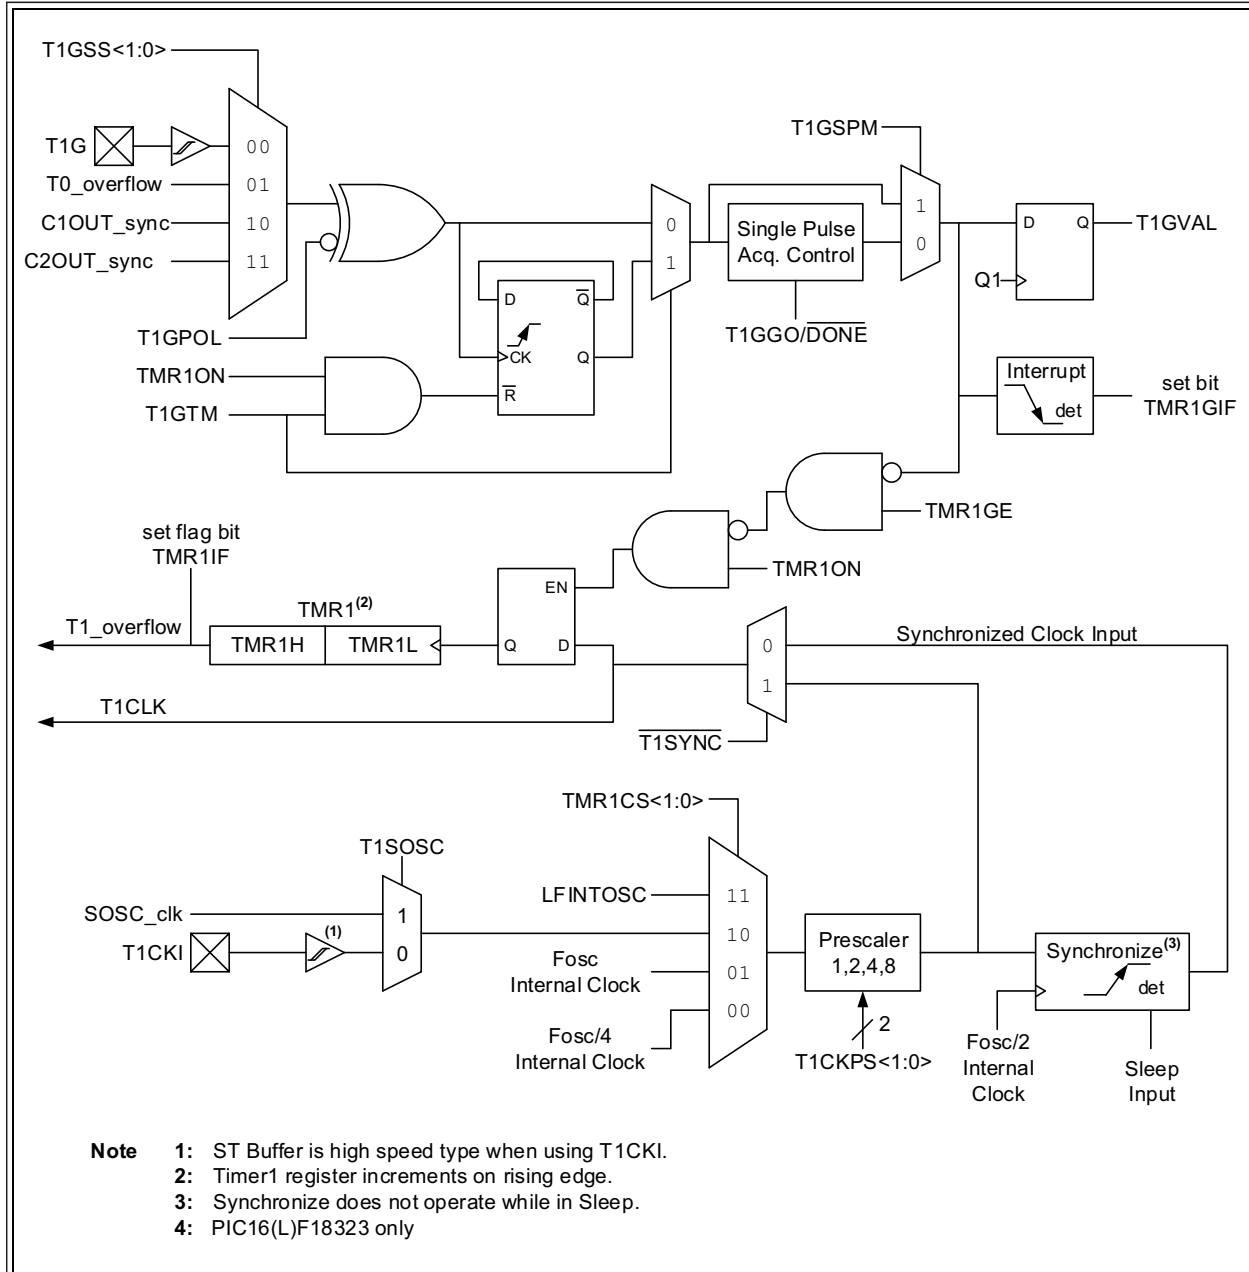 T1GSS<1:0>
T1G
00
T0_overflow
01
C1OUT_sync
10
C2OUT_sync
11
T1GPOL
TMR1ON
T1GTM
D
Q
CK
Q
R
0
1
T1GSPM
Single Pulse
Acq. Control
T1GGO/DONE
1
0
D
Q
T1GVAL
Q1
Interrupt
det
set bit
TMR1GIF
TMR1GE
TMR1ON
set flag bit
TMR1IF
TMR1(2)
T1_overflow
TMR1H
TMR1L
EN
Q
D
T1CLK
0
1
Synchronized Clock Input
T1SYNC
TMR1CS<1:0>
T1SOSC
SOSC_clk
1
T1CKI
(1)
0
LFINTOSC
11
10
Fosc
Internal Clock
01
Fosc/4
Internal Clock
00
Prescaler
1,2,4,8
2
T1CKPS<1:0>
Synchronize(3)
det
Fosc/2
Internal
Clock
Sleep
Input
Note 1: ST Buffer is high speed type when using T1CKI.
2: Timer1 register increments on rising edge.
3: Synchronize does not operate while in Sleep.
4: PIC16(L)F18323 only